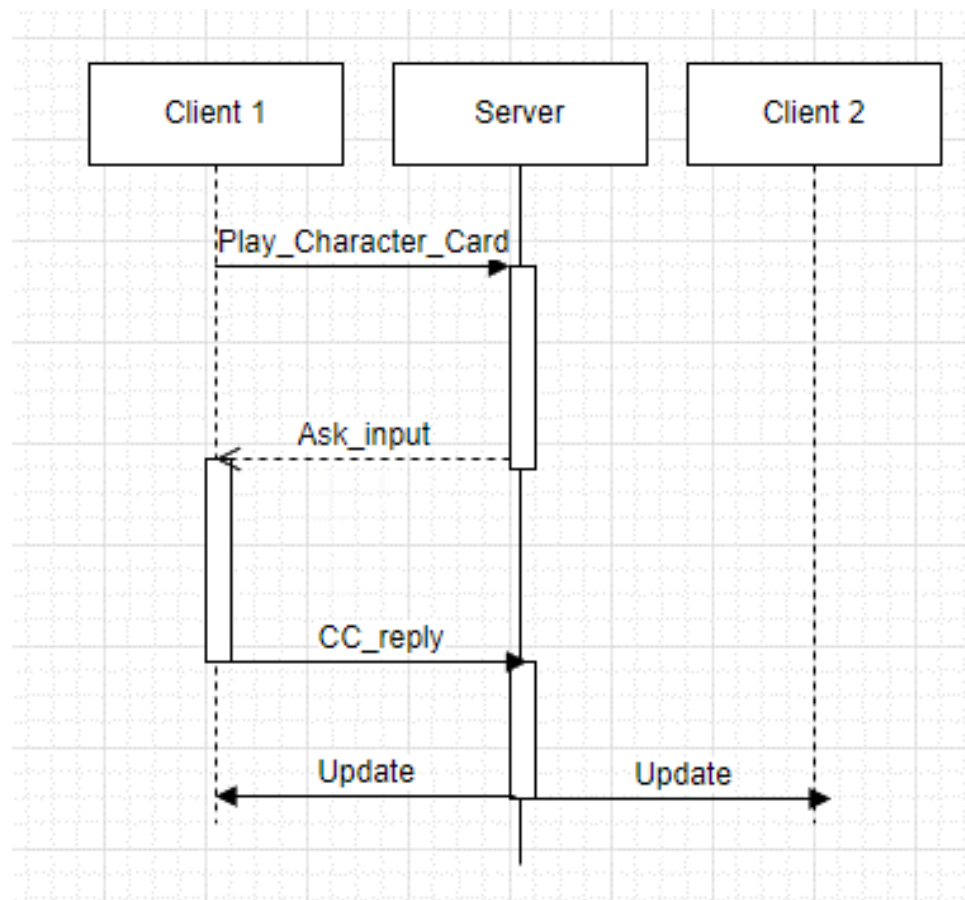 Client 1
Server
Client 2
Play_Character_Card
Ask_input
CC_reply
Update
Update